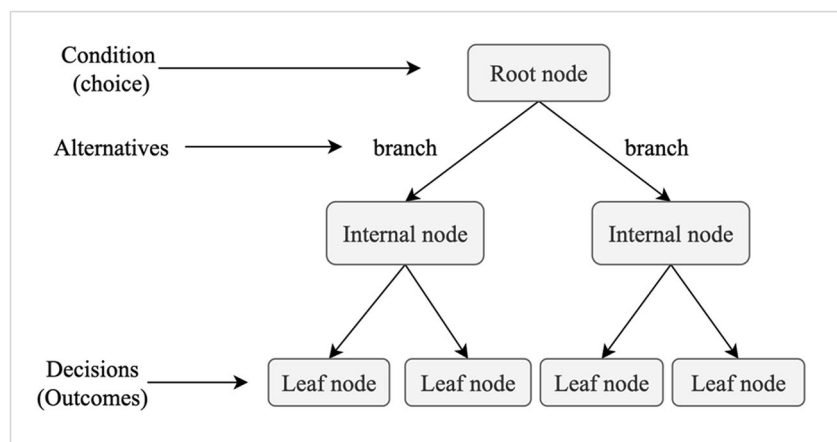 Condition
(choice)
Root node
Alternatives
branch
branch
Internal node
Internal node
Decisions
(Outcomes)
Leaf node
Leaf node
Leaf node
Leaf node